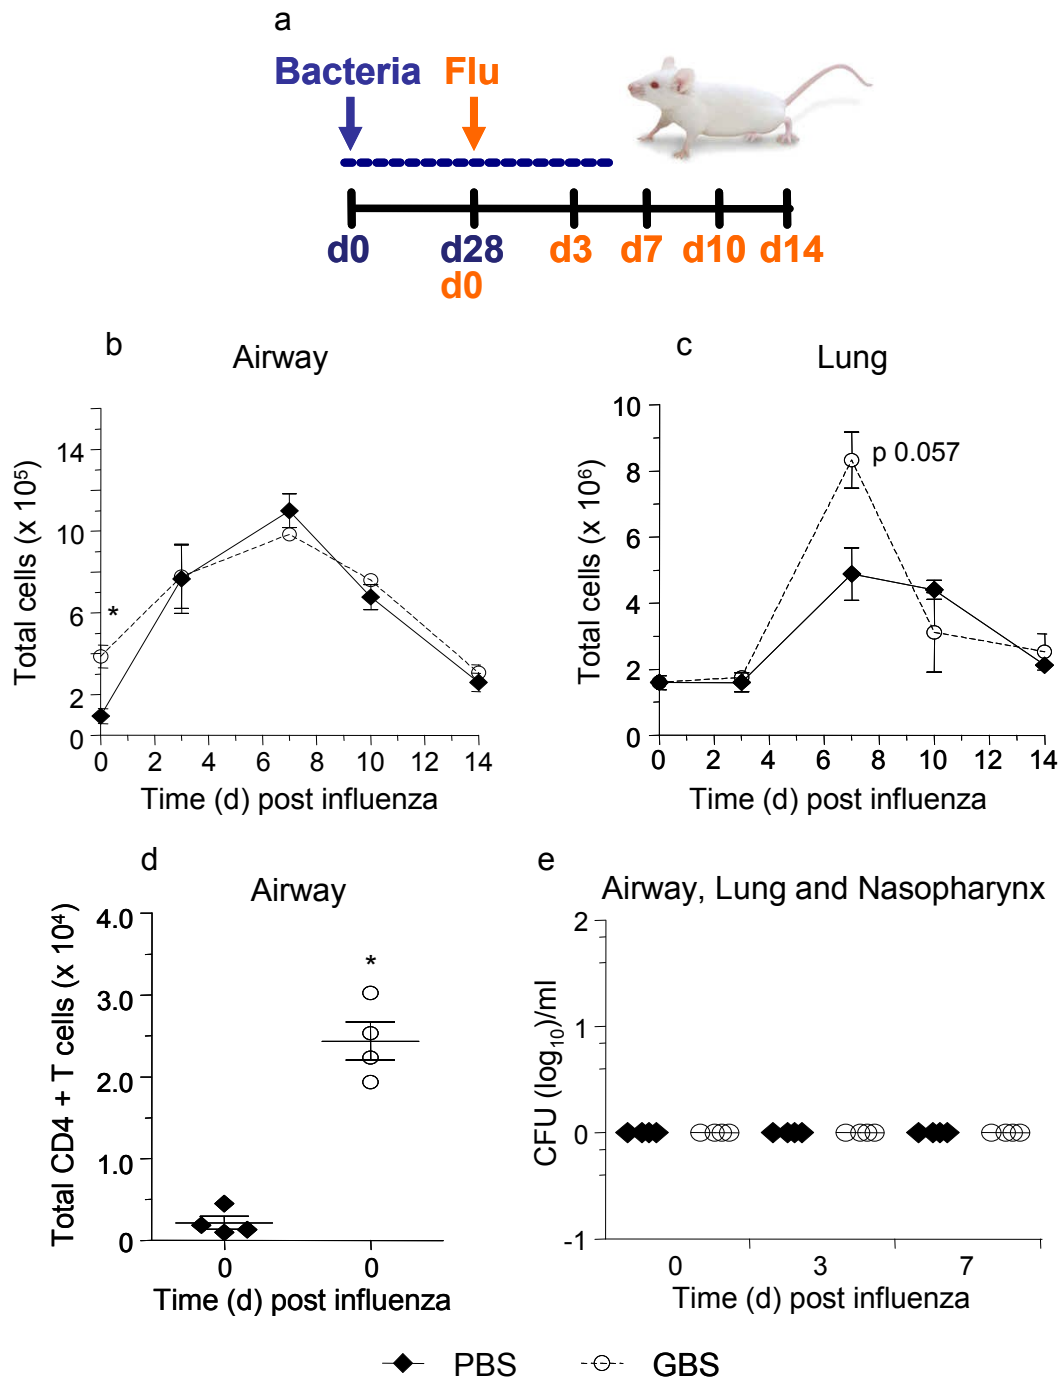 a
Bacteria Flu
d0 d28 d3 d7 d10 d14
d0
b
Airway
Total cells (x 10⁵)
14
10
6
2
0
*
0 2 4 6 8 10 12 14
Time (d) post influenza
c
Lung
Total cells (x 10⁶)
10
8
6
4
2
0
p 0.057
0 2 4 6 8 10 12 14
Time (d) post influenza
d
Airway
Total CD4 + T cells (x 10⁴)
4.0
3.0
2.0
1.0
0
*
0 0
Time (d) post influenza
e
Airway, Lung and Nasopharynx
CFU (log₁₀)/ml
2
1
0
-1
0 3 7
Time (d) post influenza
PBS GBS